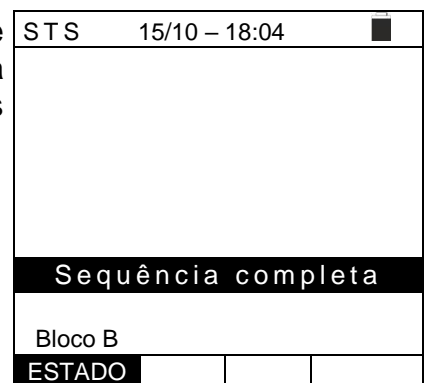 e
a
s
STS 15/10 – 18:04
Sequência completa
Bloco B
ESTADO